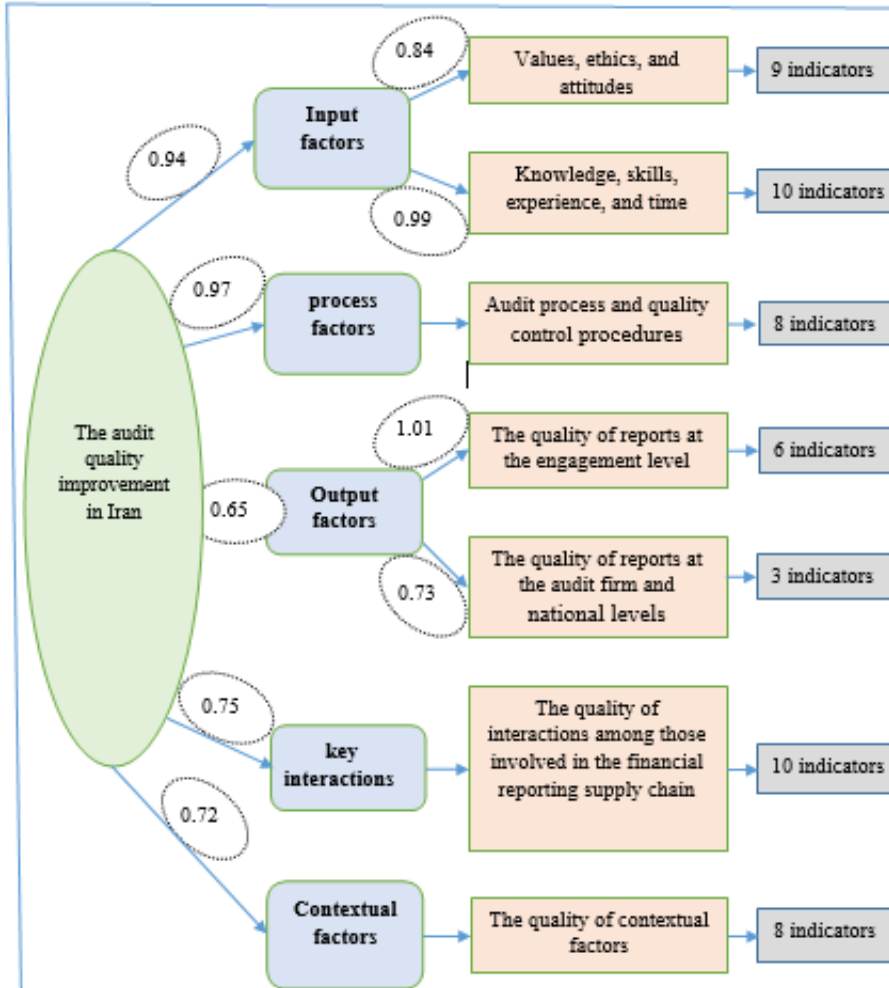 0.84
Values, ethics, and
attitudes
9 indicators
Input
factors
0.94
Knowledge, skills,
experience, and time
10 indicators
0.99
0.97
process
factors
Audit process and quality
control procedures
8 indicators
The audit
quality
improvement
in Iran
1.01
The quality of reports at
the engagement level
6 indicators
0.65
Output
factors
0.73
The quality of reports at
the audit firm and
national levels
3 indicators
0.75
key
interactions
The quality of
interactions among those
involved in the financial
reporting supply chain
10 indicators
0.72
Contextual
factors
The quality of contextual
factors
8 indicators